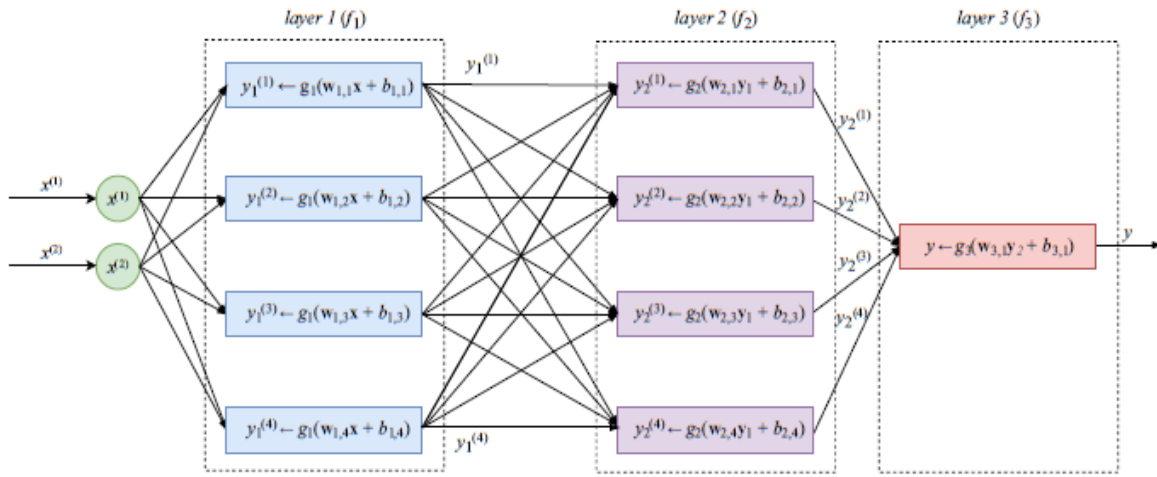 layer 1 (f₁)
layer 2 (f₂)
layer 3 (f₃)
y₁⁽¹⁾
y₁⁽¹⁾ ← g₁(w₁,₁x + b₁,₁)
y₂⁽¹⁾ ← g₂(w₂,₁y₁ + b₂,₁)
y₂⁽¹⁾
x⁽¹⁾
x⁽¹⁾
y₁⁽²⁾ ← g₁(w₁,₂x + b₁,₂)
y₂⁽²⁾ ← g₂(w₂,₂y₁ + b₂,₂)
y₂⁽²⁾
x⁽²⁾
x⁽²⁾
y ← g₃(w₃,₁y₂ + b₃,₁)
y
y₂⁽³⁾
y₁⁽³⁾ ← g₁(w₁,₃x + b₁,₃)
y₂⁽³⁾ ← g₂(w₂,₃y₁ + b₂,₃)
y₂⁽⁴⁾
y₁⁽⁴⁾ ← g₁(w₁,₄x + b₁,₄)
y₁⁽⁴⁾
y₂⁽⁴⁾ ← g₂(w₂,₄y₁ + b₂,₄)